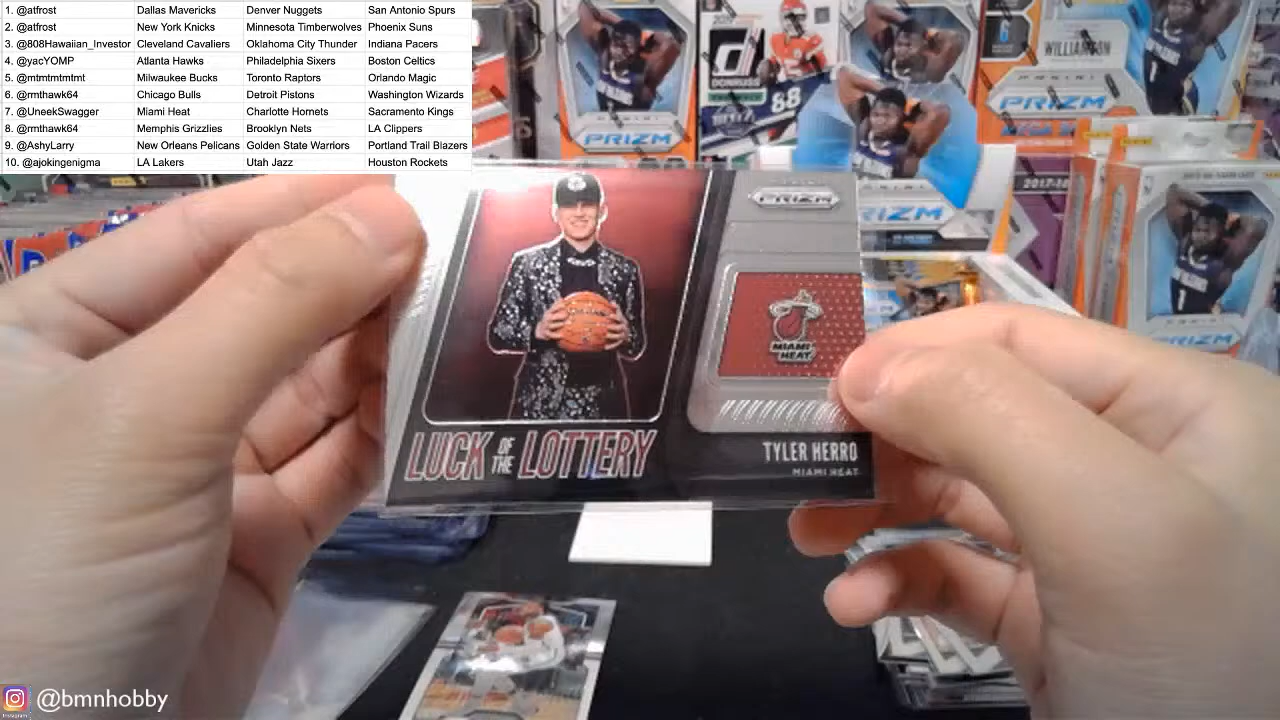 1. @atfrost Dallas Mavericks Denver Nuggets San Antonio Spurs
2. @atfrost New York Knicks Minnesota Timberwolves Phoenix Suns
3. @808Hawaiian_Investor Cleveland Cavaliers Oklahoma City Thunder Indiana Pacers
4. @yacYOMP Atlanta Hawks Philadelphia Sixers Boston Celtics
5. @mtmtmtmtmt Milwaukee Bucks Toronto Raptors Orlando Magic
6. @rmthawk64 Chicago Bulls Detroit Pistons Washington Wizards
7. @UndrxSwagger Miami Heat Charlotte Hornets Sacramento Kings
8. @rmthawk64 Memphis Grizzlies Brooklyn Nets LA Clippers
9. @AshyLarry New Orleans Pelicans Golden State Warriors Portland Trail Blazers
10. @ajokingenigma LA Lakers Utah Jazz Houston Rockets
PRIZM
DONRUSS
88
WILLIAMSON
PANINI
PRIZM
2017-18
PRIZM
PRIZM
MIAMI
HEAT
LUCK OF THE LOTTERY
TYLER HERRO
MIAMI HEAT
@bmnhobby